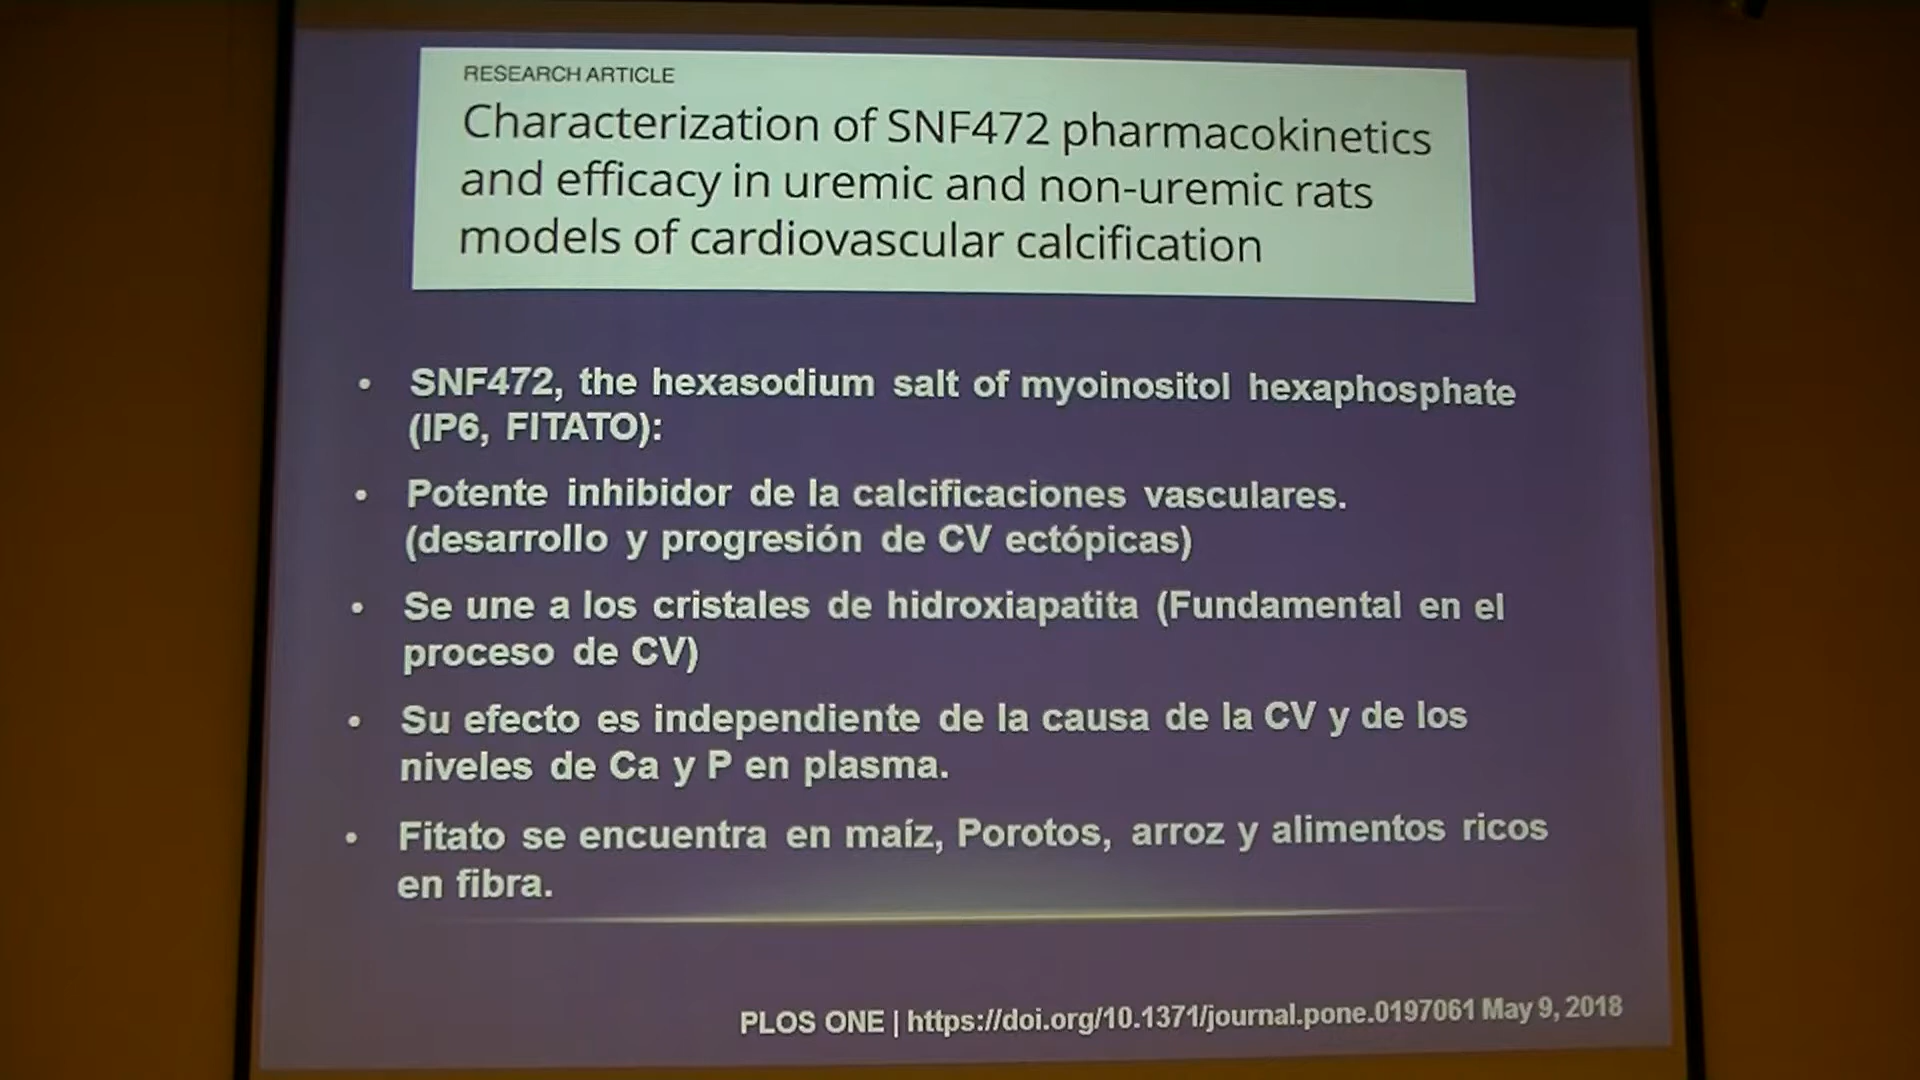 RESEARCH ARTICLE
Characterization of SNF472 pharmacokinetics
and efficacy in uremic and non-uremic rats
models of cardiovascular calcification
• SNF472, the hexasodium salt of myoinositol hexaphosphate
(IP6, FITATO):
• Potente inhibidor de la calcificaciones vasculares.
(desarrollo y progresión de CV ectópicas)
• Se une a los cristales de hidroxiapatita (Fundamental en el
proceso de CV)
• Su efecto es independiente de la causa de la CV y de los
niveles de Ca y P en plasma.
• Fitato se encuentra en maíz, Porotos, arroz y alimentos ricos
en fibra.
PLOS ONE | https://doi.org/10.1371/journal.pone.0197061 May 9, 2018